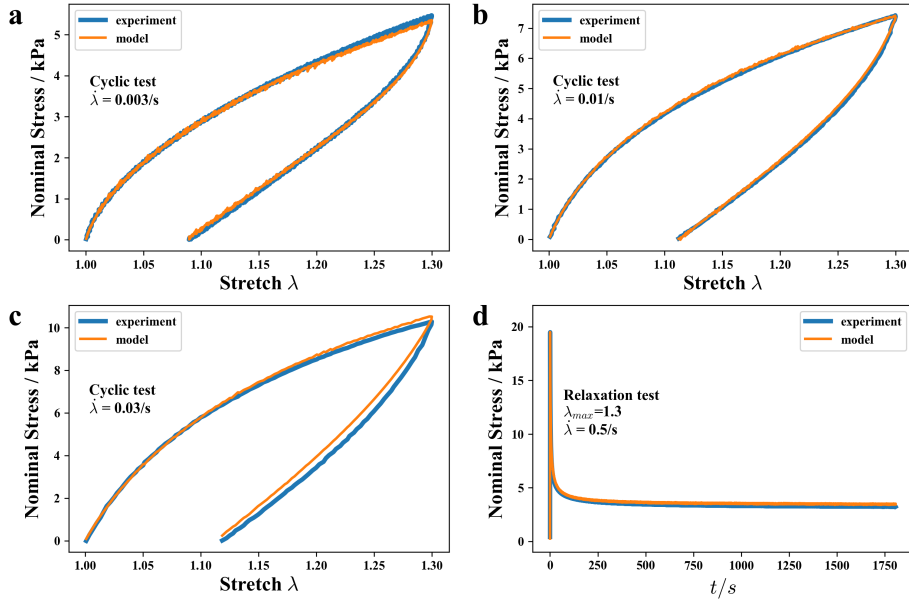 a
experiment
model
Cyclic test
λ̇ = 0.003/s
Nominal Stress / kPa
0
1
2
3
4
5
1.00
1.05
1.10
1.15
1.20
1.25
1.30
Stretch λ
b
experiment
model
Cyclic test
λ̇ = 0.01/s
Nominal Stress / kPa
0
1
2
3
4
5
6
7
1.00
1.05
1.10
1.15
1.20
1.25
1.30
Stretch λ
c
experiment
model
Cyclic test
λ̇ = 0.03/s
Nominal Stress / kPa
0
2
4
6
8
10
1.00
1.05
1.10
1.15
1.20
1.25
1.30
Stretch λ
d
experiment
model
Relaxation test
λmax=1.3
λ̇ = 0.5/s
Nominal Stress / kPa
0
5
10
15
20
0
250
500
750
1000
1250
1500
1750
t/s